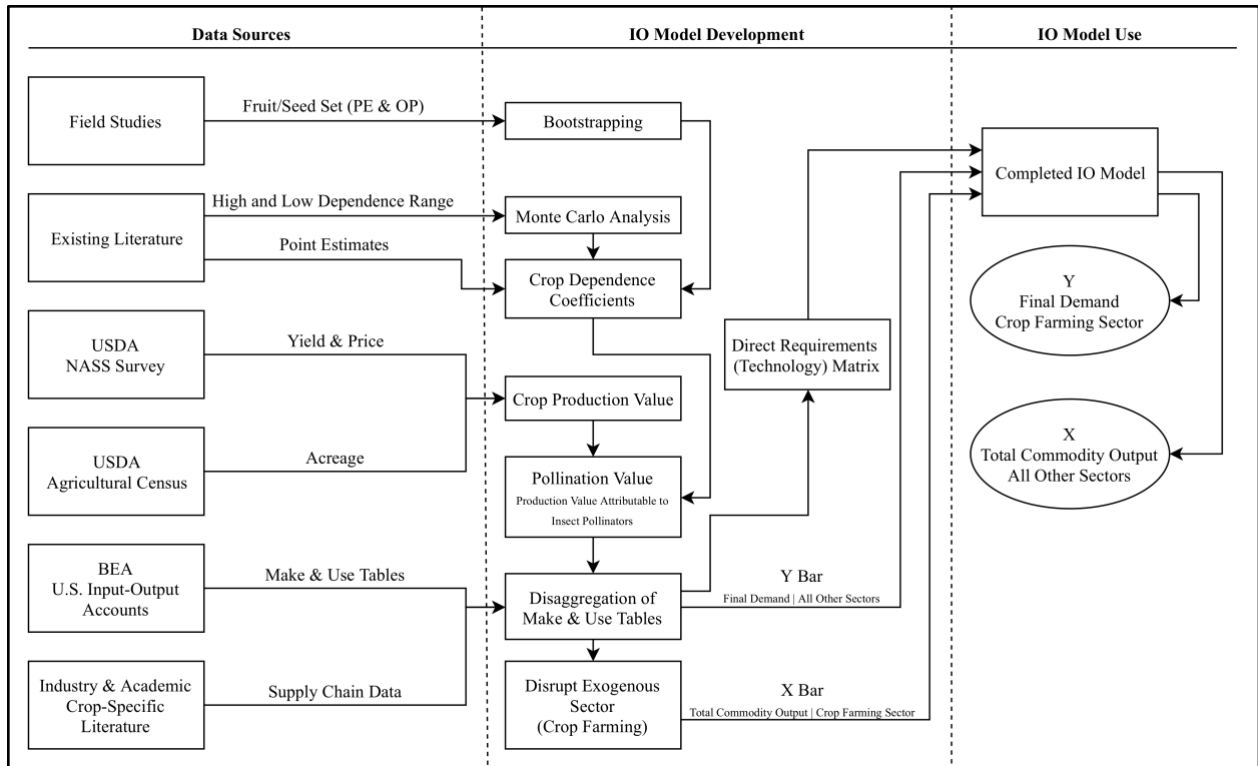 Data Sources
IO Model Development
IO Model Use
Field Studies
Fruit/Seed Set (PE & OP)
Bootstrapping
Existing Literature
High and Low Dependence Range
Point Estimates
Monte Carlo Analysis
Crop Dependence
Coefficients
USDA
NASS Survey
Yield & Price
Crop Production Value
USDA
Agricultural Census
Acreage
Pollination Value
Production Value Attributable to
Insect Pollinators
BEA
U.S. Input-Output
Accounts
Make & Use Tables
Disaggregation of
Make & Use Tables
Industry & Academic
Crop-Specific
Literature
Supply Chain Data
Disrupt Exogenous
Sector
(Crop Farming)
Direct Requirements
(Technology) Matrix
Y Bar
Final Demand | All Other Sectors
X Bar
Total Commodity Output | Crop Farming Sector
Completed IO Model
Y
Final Demand
Crop Farming Sector
X
Total Commodity Output
All Other Sectors